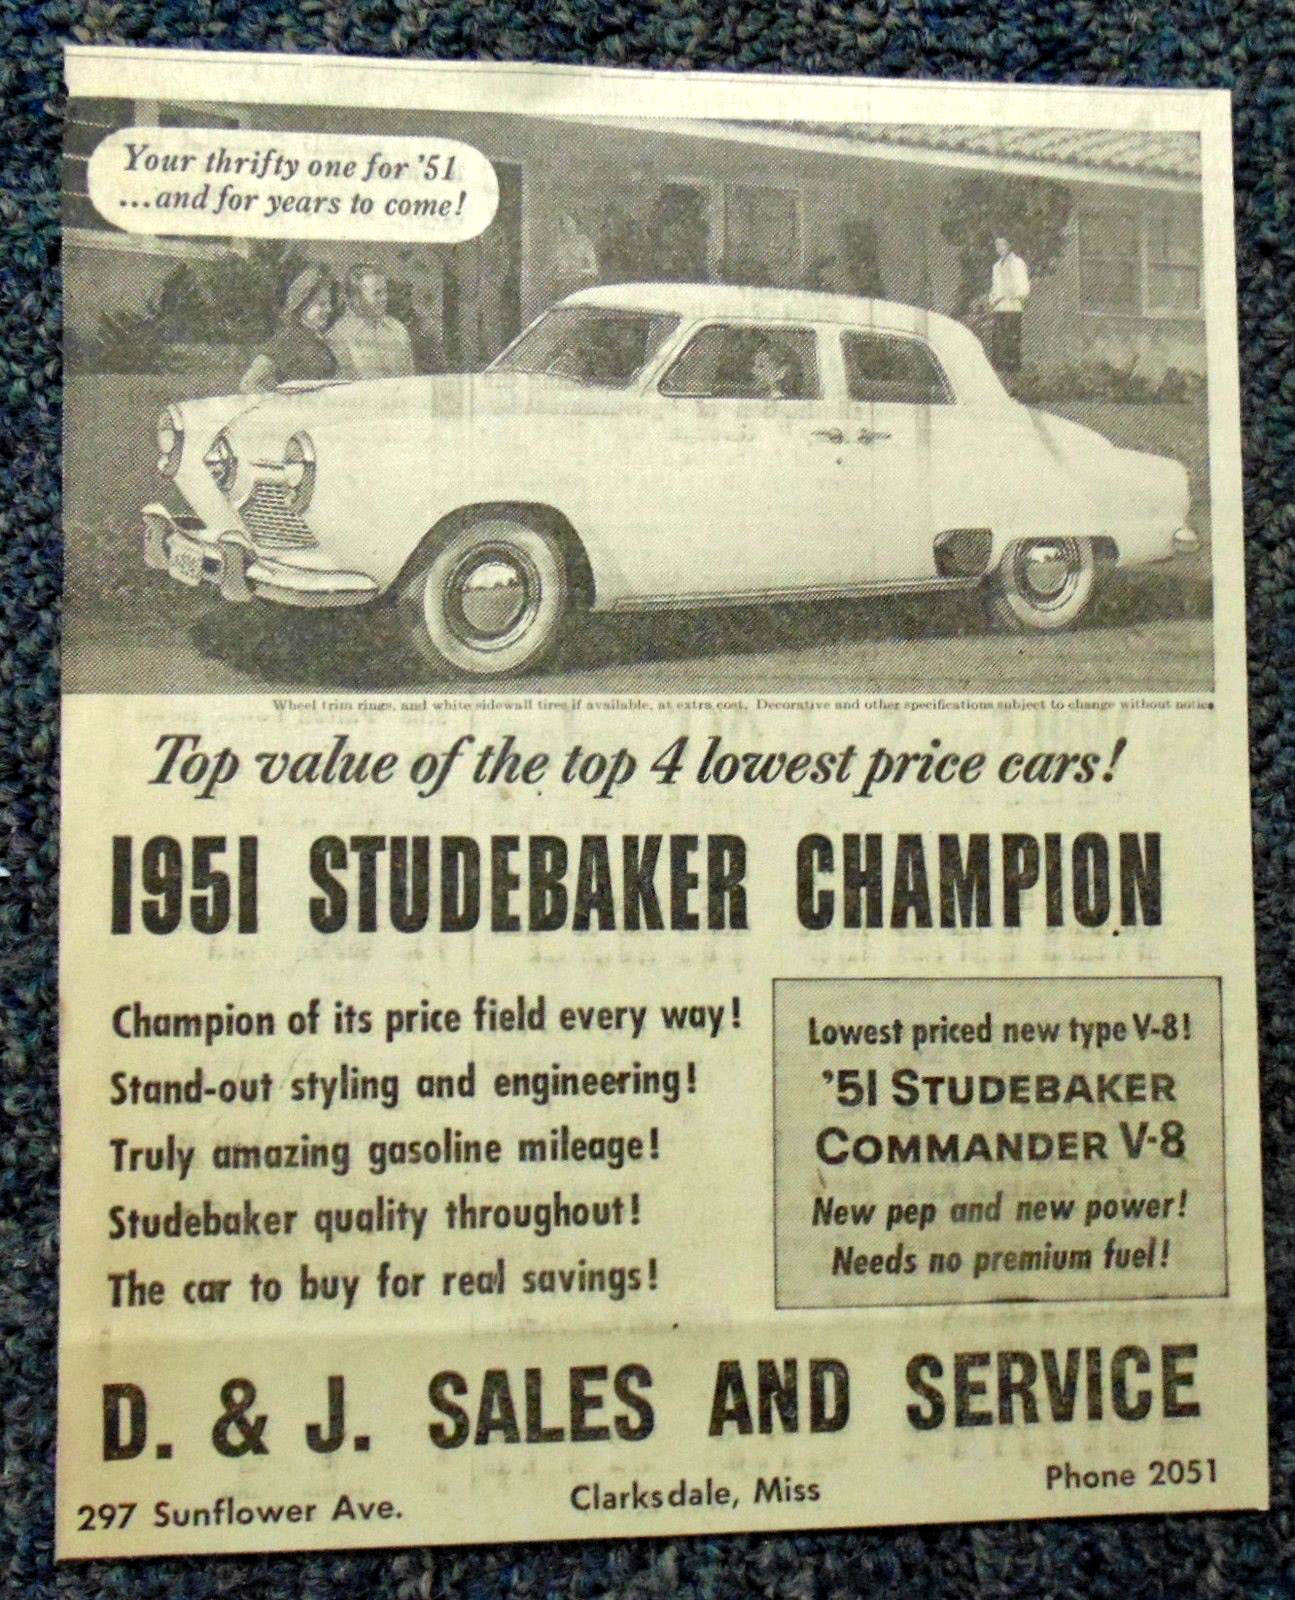 Your thrifty one for '51
...and for years to come!
Wheel trim rings, and white sidewall tires if available, at extra cost. Decorative and other specifications subject to change without notice
Top value of the top 4 lowest price cars!
1951 STUDEBAKER CHAMPION
Champion of its price field every way!
Stand-out styling and engineering!
Truly amazing gasoline mileage!
Studebaker quality throughout!
The car to buy for real savings!
Lowest priced new type V-8!
'51 STUDEBAKER
COMMANDER V-8
New pep and new power!
Needs no premium fuel!
D. & J. SALES AND SERVICE
297 Sunflower Ave. Clarksdale, Miss Phone 2051